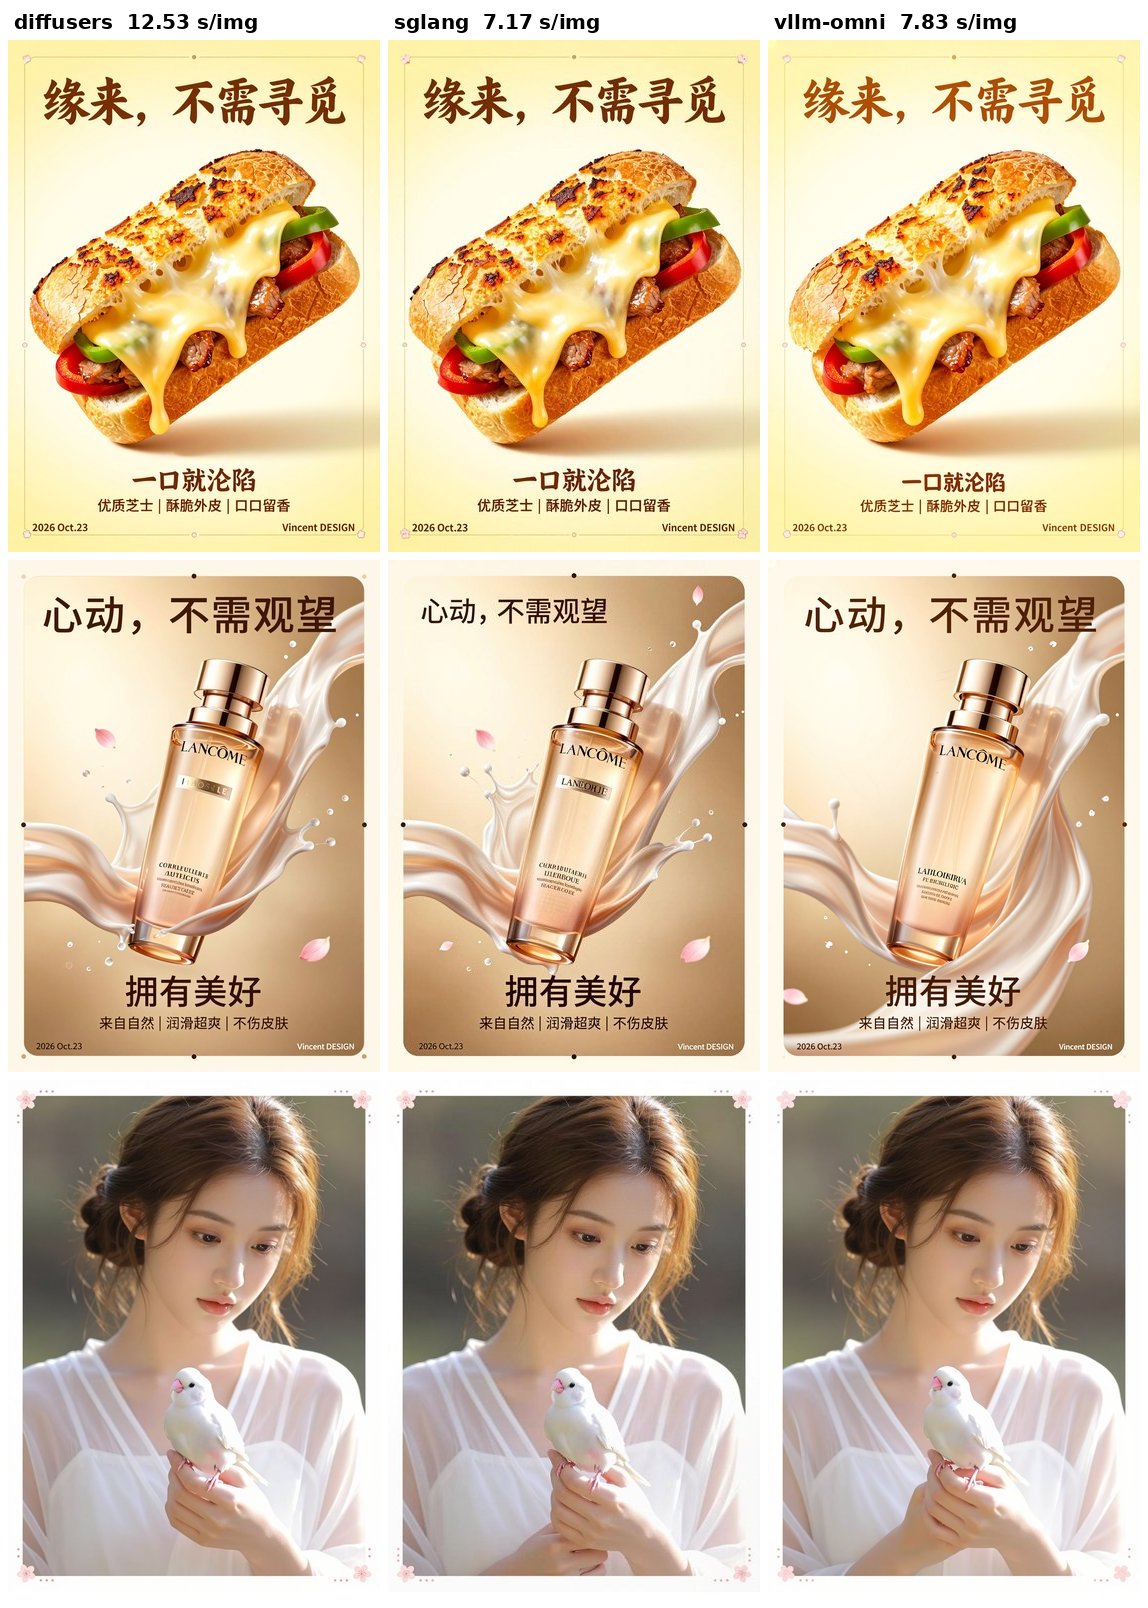 diffusers 12.53 s/img
sglang 7.17 s/img
vllm-omni 7.83 s/img
缘来，不需寻觅
一口就沦陷
优质芝士 | 酥脆外皮 | 口口留香
2026 Oct.23
Vincent DESIGN
缘来，不需寻觅
一口就沦陷
优质芝士 | 酥脆外皮 | 口口留香
2026 Oct.23
Vincent DESIGN
缘来，不需寻觅
一口就沦陷
优质芝士 | 酥脆外皮 | 口口留香
2026 Oct.23
Vincent DESIGN
心动，不需观望
LANCÔME
拥有美好
来自自然 | 润滑超爽 | 不伤皮肤
2026 Oct.23
Vincent DESIGN
心动，不需观望
LANCÔME
拥有美好
来自自然 | 润滑超爽 | 不伤皮肤
2026 Oct.23
Vincent DESIGN
心动，不需观望
LANCÔME
拥有美好
来自自然 | 润滑超爽 | 不伤皮肤
2026 Oct.23
Vincent DESIGN